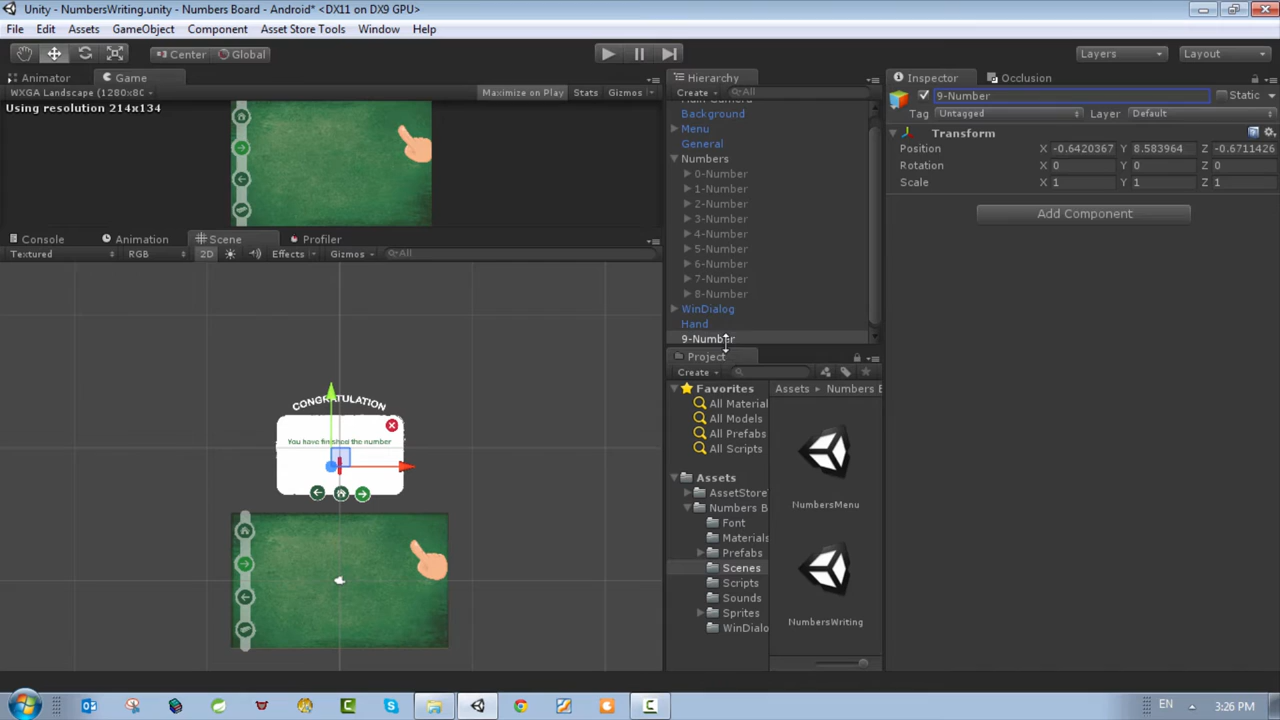 Unity - NumbersWriting.unity - Numbers Board - Android* <DX11 on DX9 GPU>
File Edit Assets GameObject Component Asset Store Tools Window Help
Center Global Layers Layout
Animator Game Hierarchy Inspector Occlusion
WXGA Landscape (1280x80 Maximize on Play Stats Gizmos Create All 9-Number Static
Using resolution 214x134
Main Camera
Background
Menu
General
Numbers
0-Number
1-Number
2-Number
3-Number
4-Number
5-Number
6-Number
7-Number
8-Number
WinDialog
Hand
9-Number
Tag Untagged Layer Default
Transform
Position X -0.6420367 Y 8.583964 Z -0.6711426
Rotation X 0 Y 0 Z 0
Scale X 1 Y 1 Z 1
Add Component
Console Animation Scene Profiler
Textured RGB 2D Effects Gizmos All
CONGRATULATION
You have finished the number
Project
Create
Favorites
All Material
All Models
All Prefabs
All Scripts
Assets
AssetStore
Numbers B
Font
Materials
Prefabs
Scenes
Scripts
Sounds
Sprites
WinDialo
Assets Numbers B
NumbersMenu
NumbersWriting
EN 3:26 PM